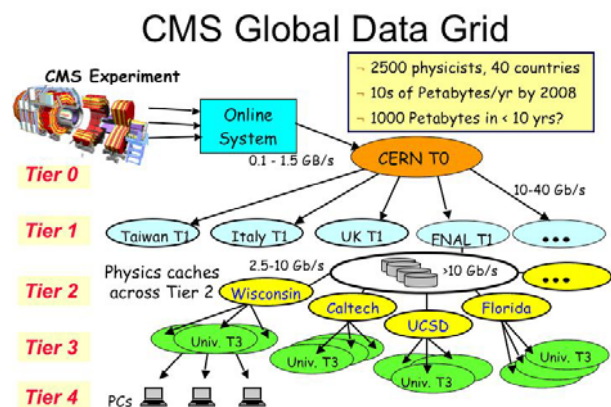 CMS Global Data Grid
CMS Experiment
Online
System
¬ 2500 physicists, 40 countries
¬ 10s of Petabytes/yr by 2008
¬ 1000 Petabytes in < 10 yrs?
0.1 - 1.5 GB/s
CERN T0
Tier 0
10-40 Gb/s
Tier 1
Taiwan T1
Italy T1
UK T1
FNAL T1
•••
Physics caches
across Tier 2
2.5-10 Gb/s
>10 Gb/s
•••
Tier 2
Wisconsin
Caltech
UCSD
Florida
Tier 3
Univ. T3
Univ. T3
Univ. T3
Univ. T3
Tier 4
PCs